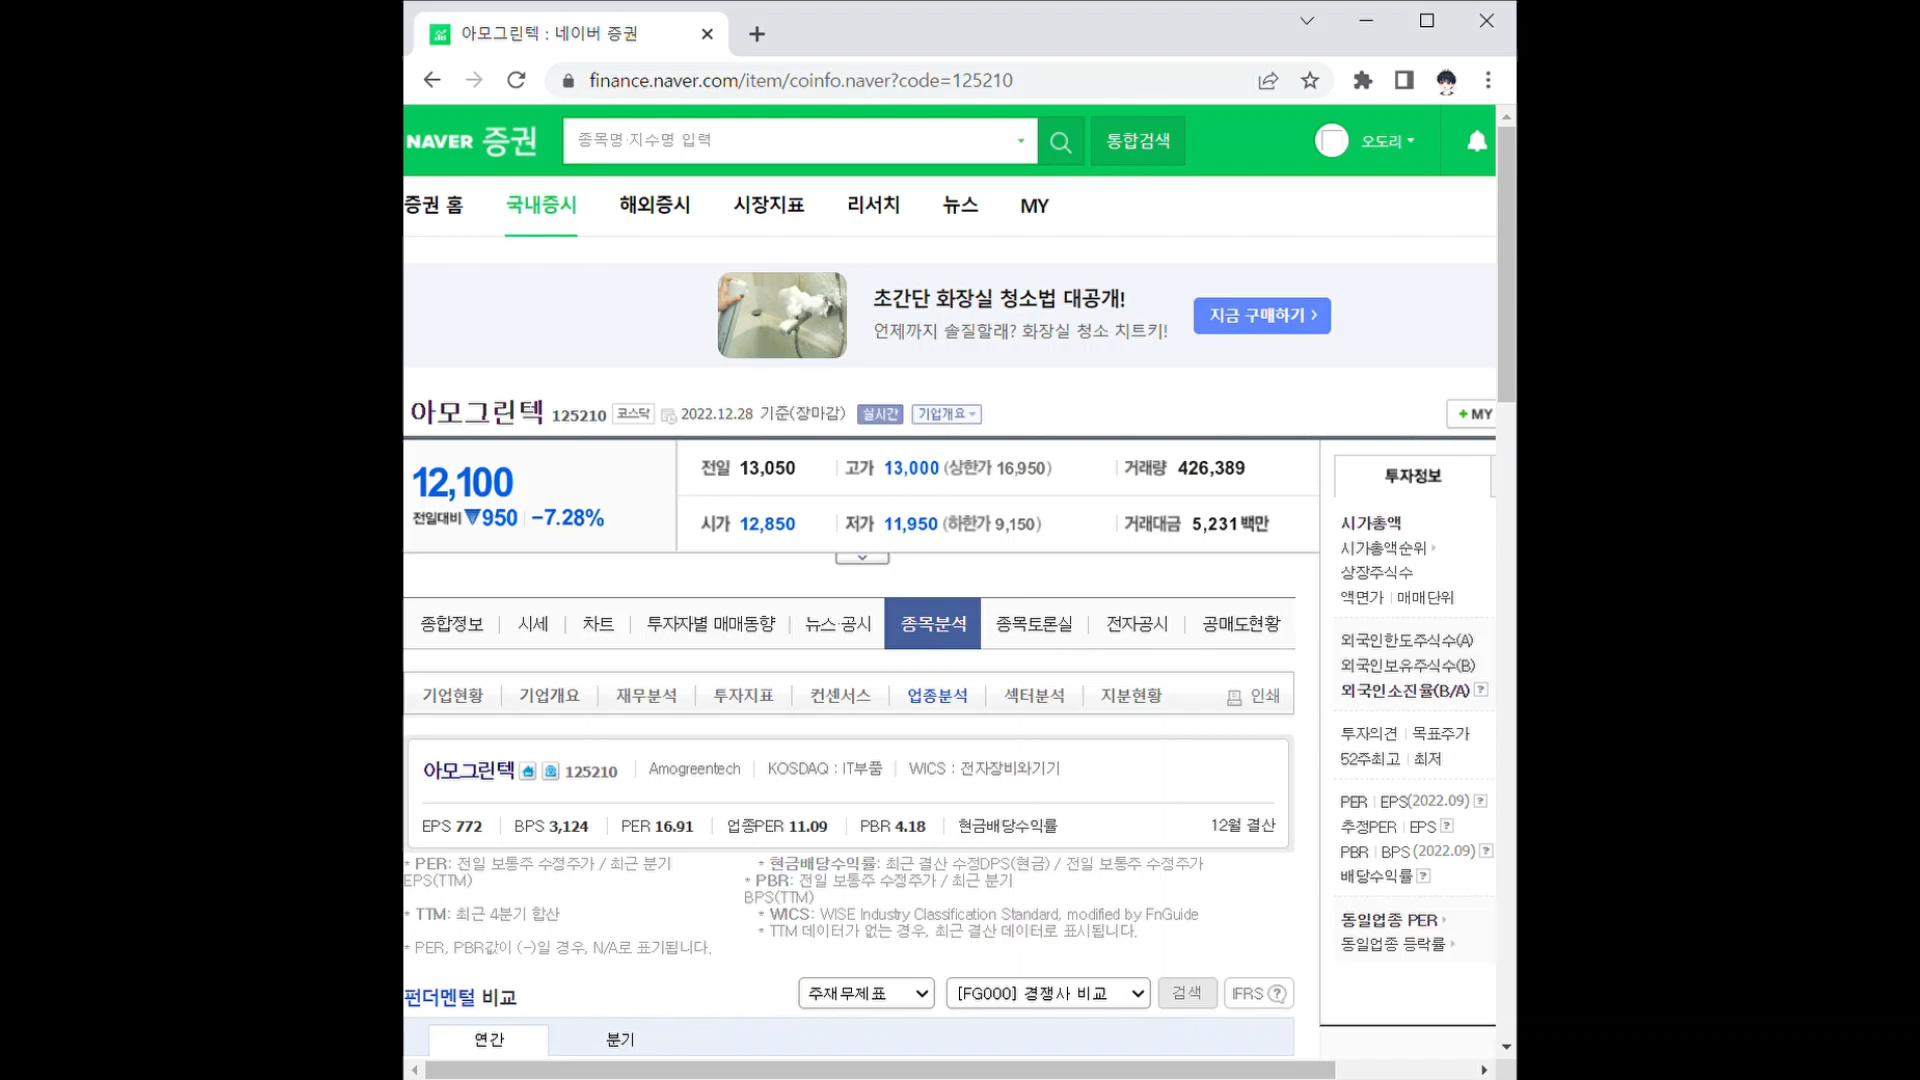 아모그린텍 : 네이버 증권
finance.naver.com/item/coinfo.naver?code=125210
NAVER 증권
종목명·지수명 입력
통합검색
오도리
증권 홈 국내증시 해외증시 시장지표 리서치 뉴스 MY
초간단 화장실 청소법 대공개!
언제까지 솔질할래? 화장실 청소 치트키!
지금 구매하기 >
아모그린텍 125210 코스닥 2022.12.28 기준(장마감) 실시간 기업개요
+ MY
12,100
전일대비 ▼950 -7.28%
전일 13,050 고가 13,000 (상한가 16,950) 거래량 426,389
시가 12,850 저가 11,950 (하한가 9,150) 거래대금 5,231 백만
종합정보 시세 차트 투자자별 매매동향 뉴스·공시 종목분석 종목토론실 전자공시 공매도현황
기업현황 기업개요 재무분석 투자지표 컨센서스 업종분석 섹터분석 지분현황 인쇄
아모그린텍 125210 Amogreentech KOSDAQ : IT부품 WICS : 전자장비와기기
EPS 772 BPS 3,124 PER 16.91 업종PER 11.09 PBR 4.18 현금배당수익률 12월 결산
* PER: 전일 보통주 수정주가 / 최근 분기
EPS(TTM)
* TTM: 최근 4분기 합산
* PER, PBR값이 (-)일 경우, N/A로 표기됩니다.
* 현금배당수익률: 최근 결산 수정DPS(현금) / 전일 보통주 수정주가
* PBR: 전일 보통주 수정주가 / 최근 분기
BPS(TTM)
* WICS: WISE Industry Classification Standard, modified by FnGuide
* TTM 데이터가 없는 경우, 최근 결산 데이터로 표시됩니다.
펀더멘털 비교
주재무제표
[FG000] 경쟁사 비교
검색
IFRS ?
연간 분기
투자정보
시가총액
시가총액순위
상장주식수
액면가 | 매매단위
외국인한도주식수(A)
외국인보유주식수(B)
외국인소진율(B/A) ?
투자의견 | 목표주가
52주최고 | 최저
PER | EPS(2022.09) ?
추정PER | EPS ?
PBR | BPS (2022.09) ?
배당수익률 ?
동일업종 PER
동일업종 등락률